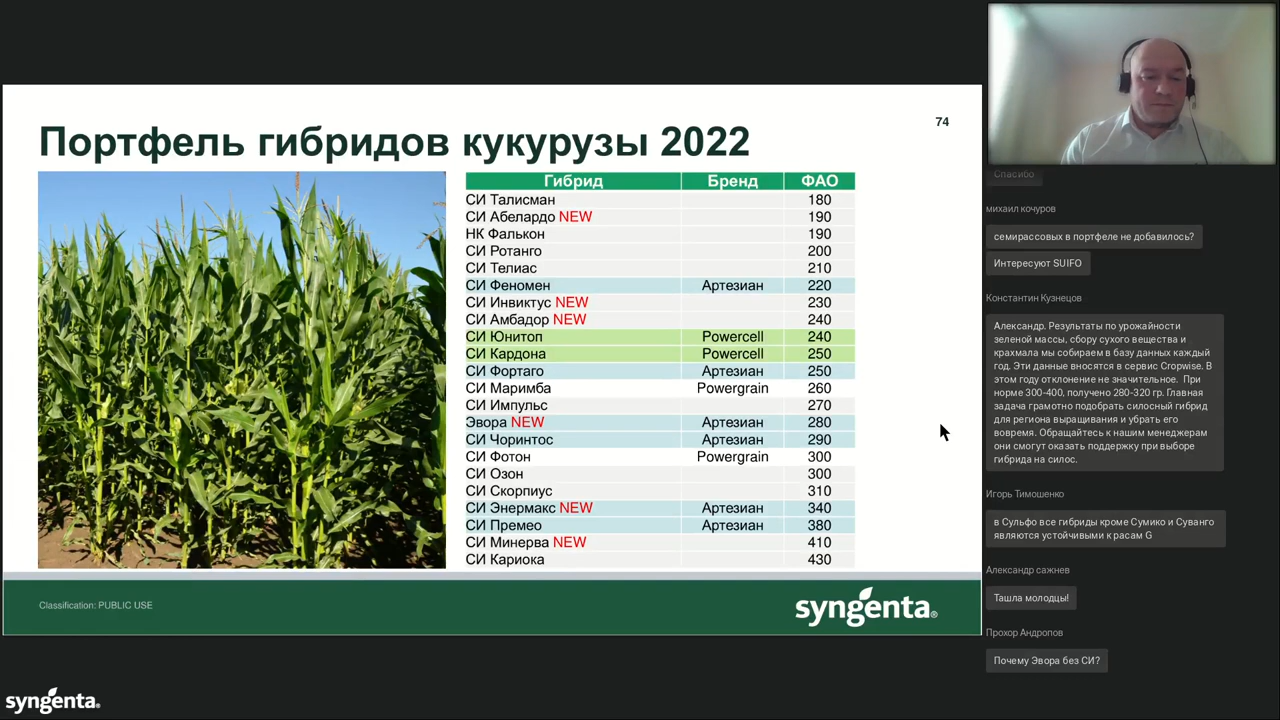 74
Портфель гибридов кукурузы 2022
Гибрид Бренд ФАО
СИ Талисман 180
СИ Абелардо NEW 190
НК Фалькон 190
СИ Ротанго 200
СИ Телиас 210
СИ Феномен Артезиан 220
СИ Инвиктус NEW 230
СИ Амбадор NEW 240
СИ Юнитоп Powercell 240
СИ Кардона Powercell 250
СИ Фортаго Артезиан 250
СИ Маримба Powergrain 260
СИ Импульс 270
Эвора NEW Артезиан 280
СИ Чоринтос Артезиан 290
СИ Фотон Powergrain 300
СИ Озон 300
СИ Скорпиус 310
СИ Энермакс NEW Артезиан 340
СИ Премео Артезиан 380
СИ Минерва NEW 410
СИ Кариока 430
Classification: PUBLIC USE
syngenta®
syngenta.
Спасибо
михаил кочуров
семирассовых в портфеле не добавилось?
Интересуют SUIFO
Константин Кузнецов
Александр. Результаты по урожайности
зеленой массы, сбору сухого вещества и
крахмала мы собираем в базу данных каждый
год. Эти данные вносятся в сервис Cropwise. В
этом году отклонение не значительное. При
норме 300-400, получено 280-320 гр. Главная
задача грамотно подобрать силосный гибрид
для региона выращивания и убрать его
вовремя. Обращайтесь к нашим менеджерам
они смогут оказать поддержку при выборе
гибрида на силос.
Игорь Тимошенко
в Сульфо все гибриды кроме Сумико и Суванго
являются устойчивыми к расам G
Александр сажнев
Ташла молодцы!
Прохор Андропов
Почему Эвора без СИ?